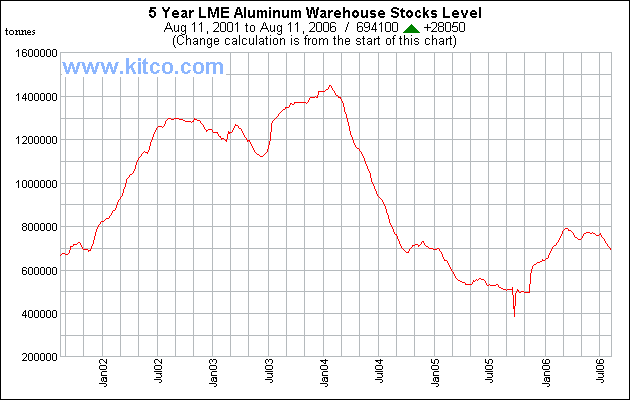 5 Year LME Aluminum Warehouse Stocks Level
tonnes
Aug 11, 2001 to Aug 11, 2006 / 694100 +28050
(Change calculation is from the start of this chart)
www.kitco.com
1600000
1400000
1200000
1000000
800000
600000
400000
200000
Jan02
Jul02
Jan03
Jul03
Jan04
Jul04
Jan05
Jul05
Jan06
Jul06